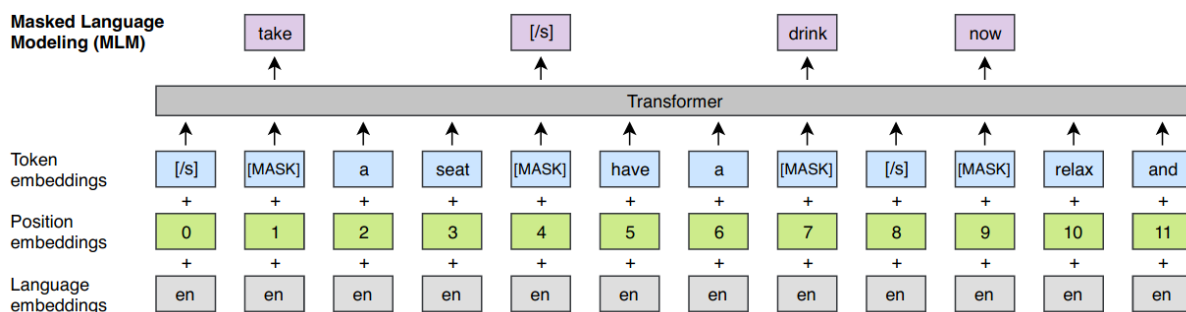 Masked Language
Modeling (MLM)
take [/s] drink now
Transformer
Token
embeddings
[/s] [MASK] a seat [MASK] have a [MASK] [/s] [MASK] relax and
+ + + + + + + + + + + +
Position
embeddings
0 1 2 3 4 5 6 7 8 9 10 11
+ + + + + + + + + + + +
Language
embeddings
en en en en en en en en en en en en